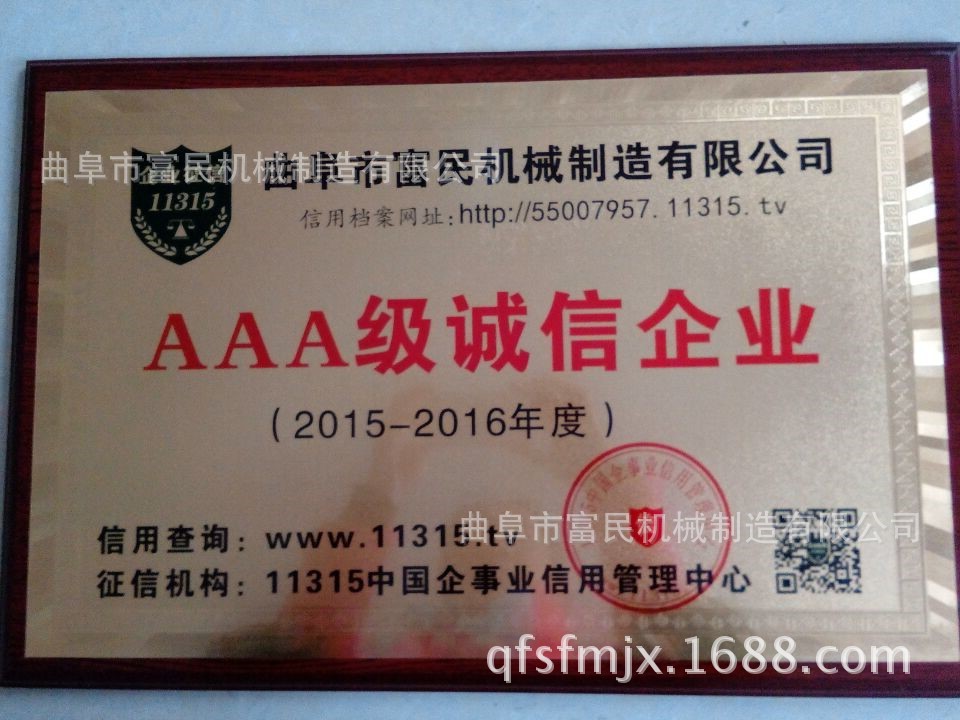 曲阜市富民机械制造有限公司
11315
曲阜市富民机械制造有限公司
信用档案网址:http://55007957.11315.tv
AAA级诚信企业
(2015-2016年度)
曲阜市富民机械制造有限公司
信用查询:www.11315.tv
征信机构:11315中国企事业信用管理中心
qfsfmjx.1688.com